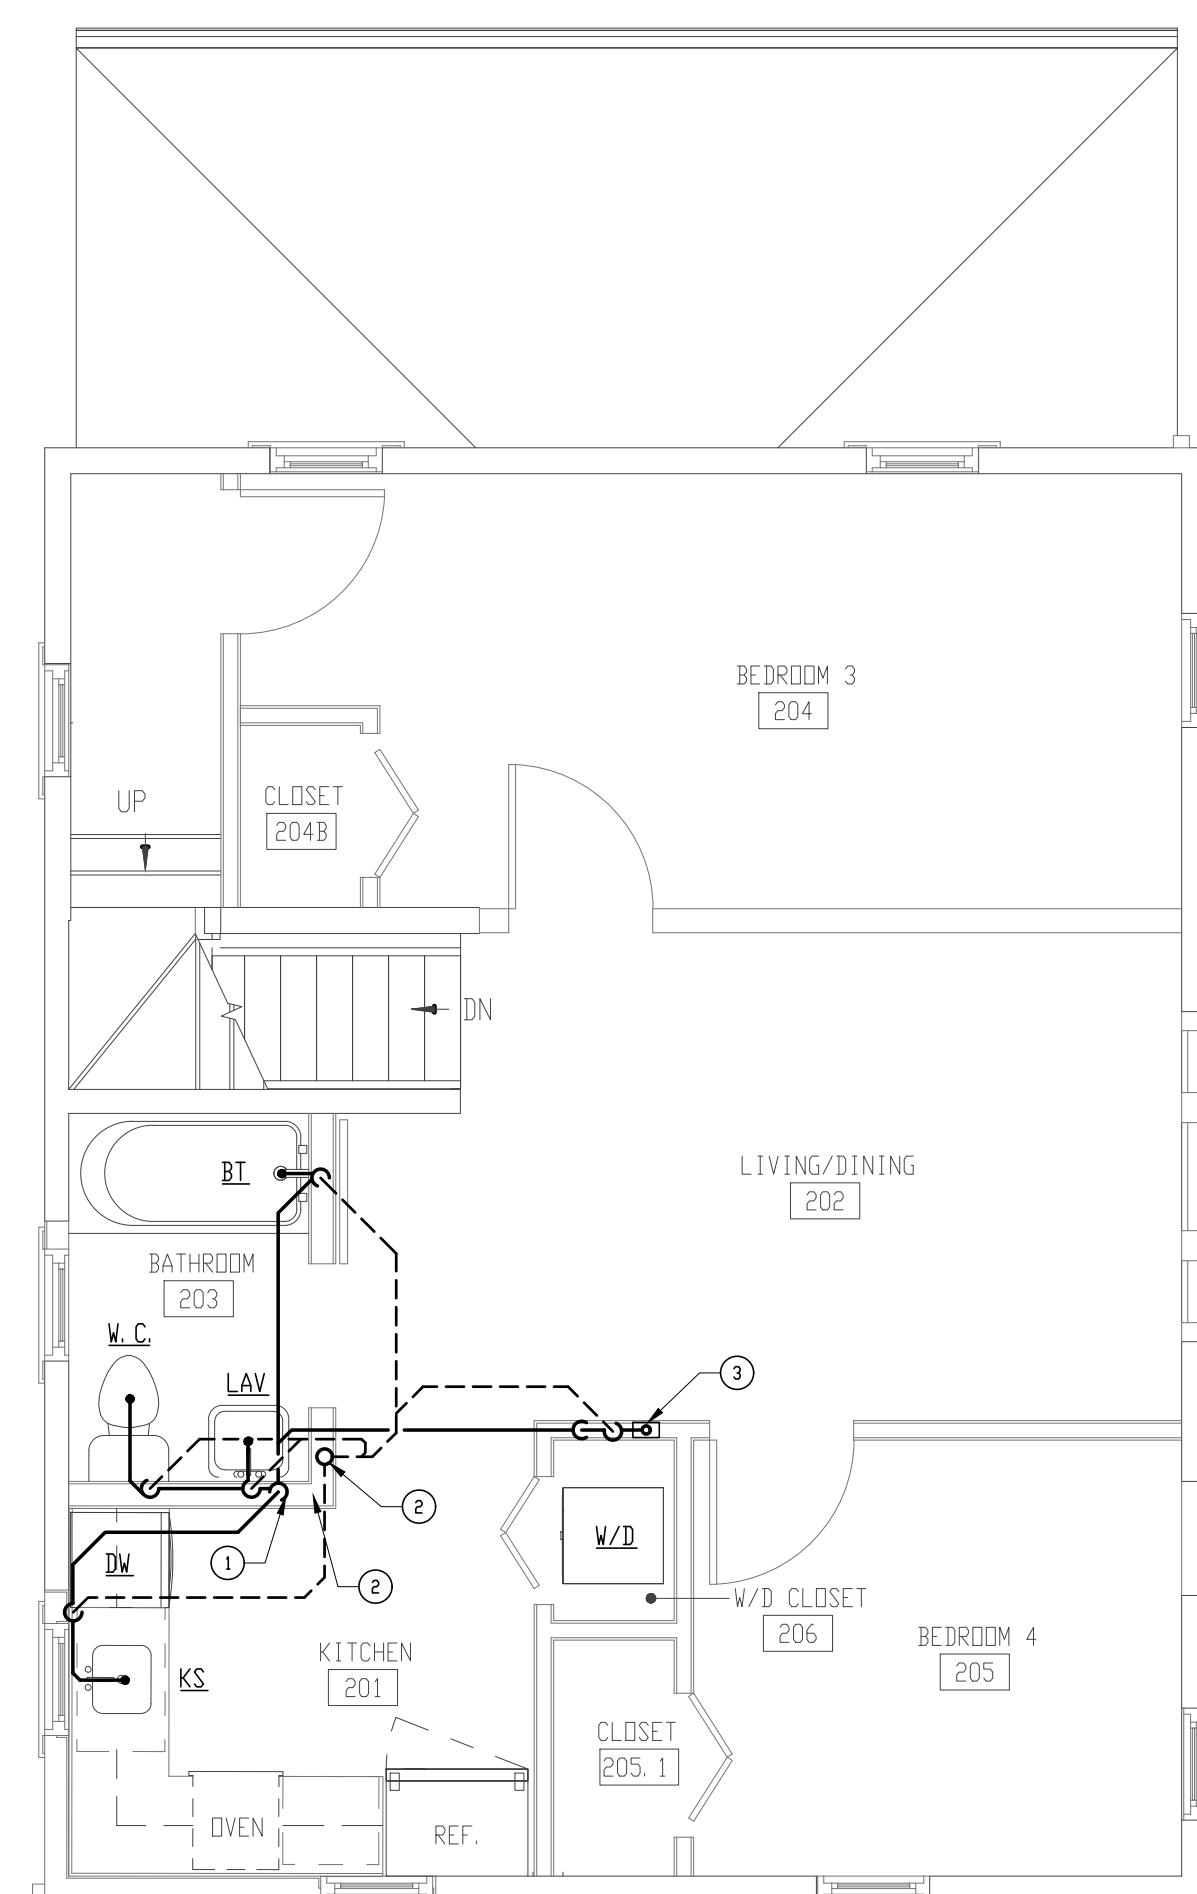 BEDROOM 3
204
UP
CLOSET
204B
DN
BT
LIVING/DINING
202
BATHROOM
203
W.C.
LAV
3
2
1
2
DW
W/D
W/D CLOSET
206
BEDROOM 4
205
KITCHEN
201
KS
CLOSET
205.1
OVEN
REF.